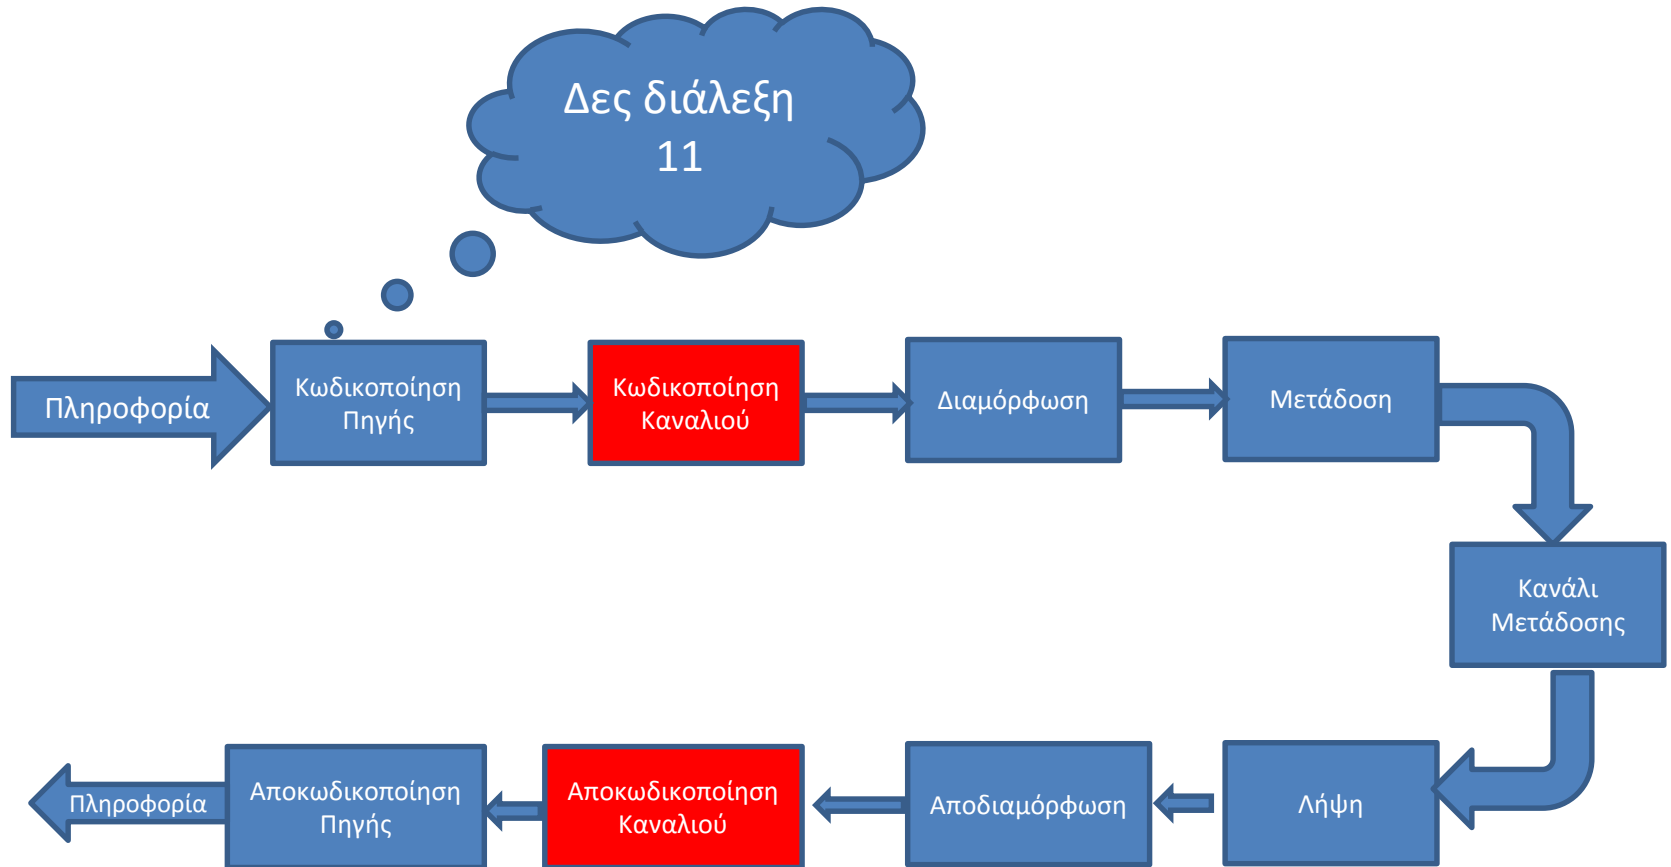 Δες διάλεξη
11
Πληροφορία
Κωδικοποίηση
Πηγής
Κωδικοποίηση
Καναλιού
Διαμόρφωση
Μετάδοση
Κανάλι
Μετάδοσης
Λήψη
Αποδιαμόρφωση
Αποκωδικοποίηση
Καναλιού
Αποκωδικοποίηση
Πηγής
Πληροφορία